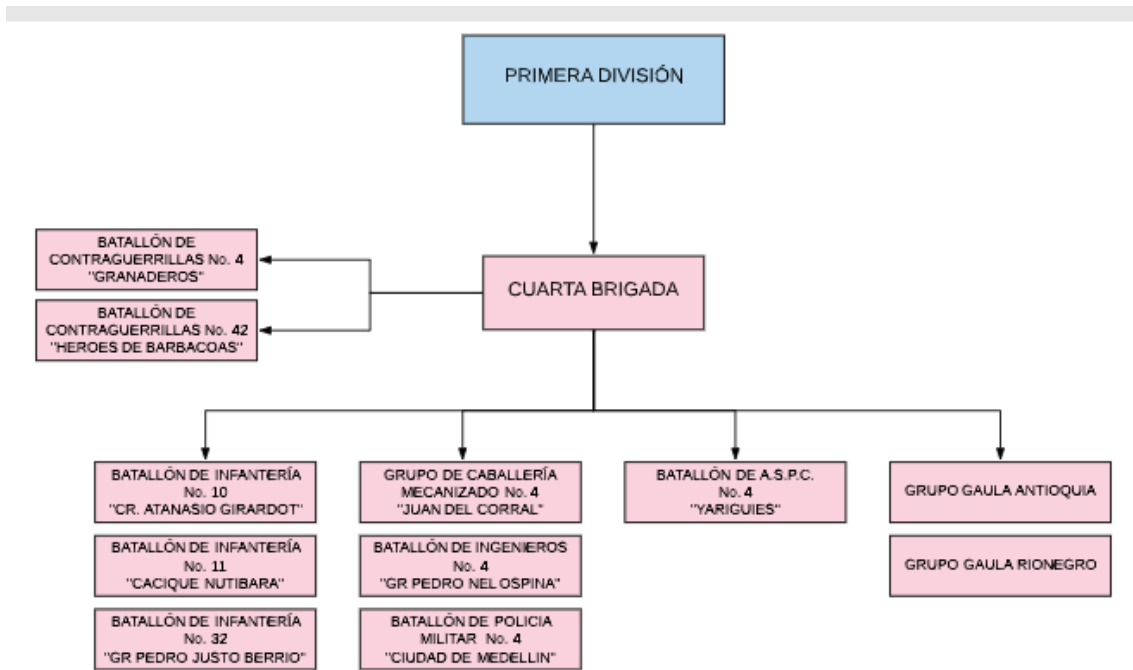 PRIMERA DIVISIÓN
BATALLÓN DE
CONTRAGUERRILLAS No. 4
"GRANADEROS"
CUARTA BRIGADA
BATALLÓN DE
CONTRAGUERRILLAS No. 42
"HEROES DE BARBACOAS"
BATALLÓN DE INFANTERÍA
No. 10
"CR. ATANASIO GIRARDOT"
BATALLÓN DE INFANTERÍA
No. 11
"CACIQUE NUTIBARA"
BATALLÓN DE INFANTERÍA
No. 32
"GR PEDRO JUSTO BERRIO"
GRUPO DE CABALLERÍA
MECANIZADO No. 4
"JUAN DEL CORRAL"
BATALLÓN DE INGENIEROS
No. 4
"GR PEDRO NEL OSPINA"
BATALLÓN DE POLICIA
MILITAR No. 4
"CIUDAD DE MEDELLIN"
BATALLÓN DE A.S.P.C.
No. 4
"YARIGUIES"
GRUPO GAULA ANTIOQUIA
GRUPO GAULA RIONEGRO